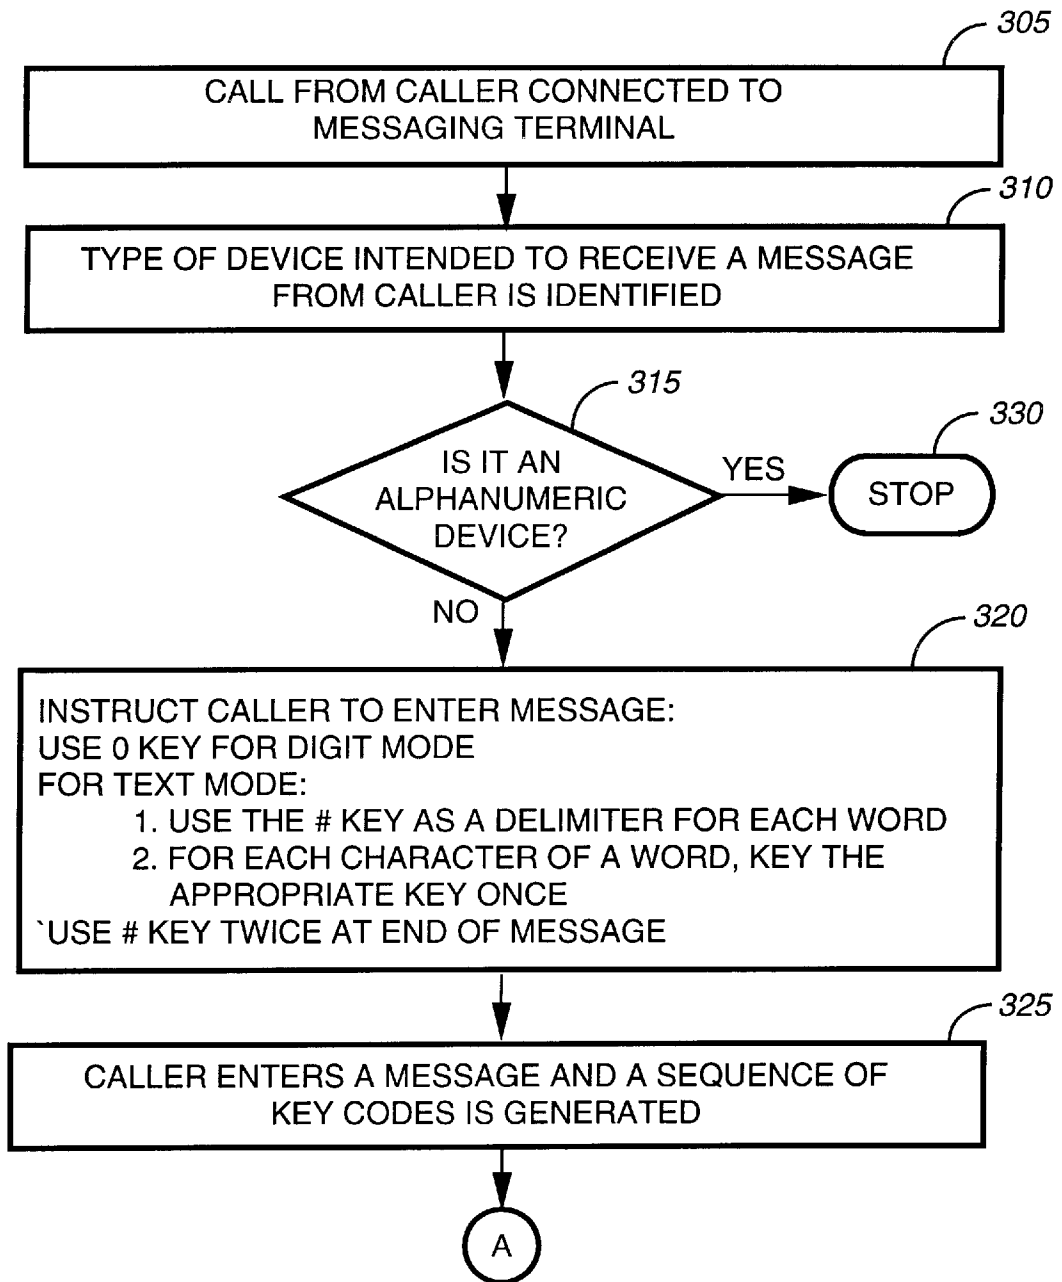 305
CALL FROM CALLER CONNECTED TO
MESSAGING TERMINAL
310
TYPE OF DEVICE INTENDED TO RECEIVE A MESSAGE
FROM CALLER IS IDENTIFIED
315
IS IT AN
ALPHANUMERIC
DEVICE?
YES
330
STOP
NO
320
INSTRUCT CALLER TO ENTER MESSAGE:
USE 0 KEY FOR DIGIT MODE
FOR TEXT MODE:
1. USE THE # KEY AS A DELIMITER FOR EACH WORD
2. FOR EACH CHARACTER OF A WORD, KEY THE
APPROPRIATE KEY ONCE
`USE # KEY TWICE AT END OF MESSAGE
325
CALLER ENTERS A MESSAGE AND A SEQUENCE OF
KEY CODES IS GENERATED
A